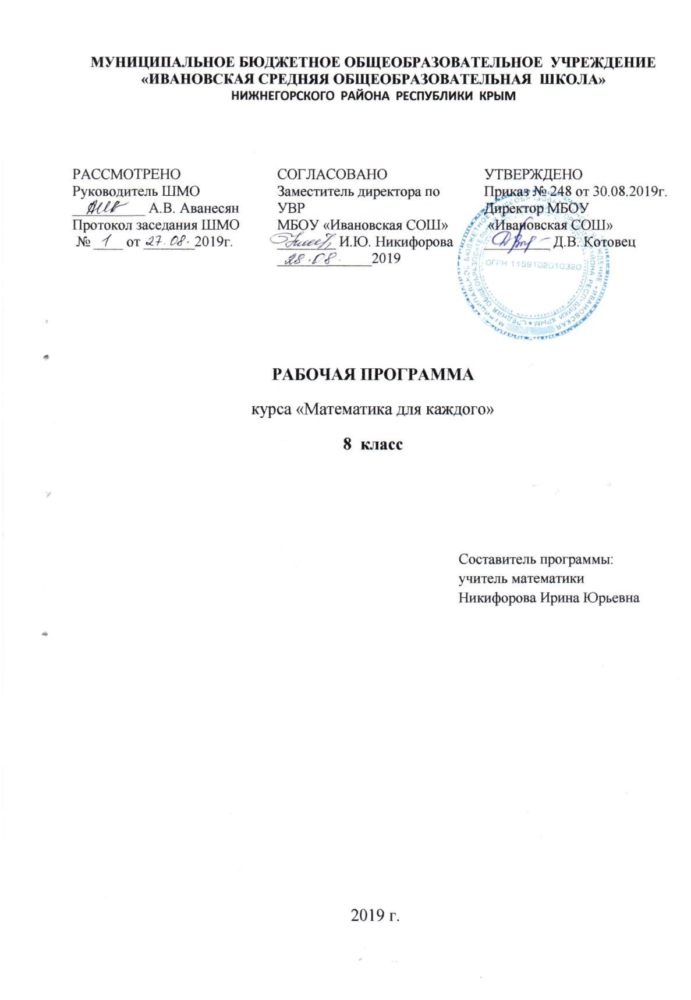 МУНИЦИПАЛЬНОЕ БЮДЖЕТНОЕ ОБЩЕОБРАЗОВАТЕЛЬНОЕ УЧРЕЖДЕНИЕ
«ИВАНОВСКАЯ СРЕДНЯЯ ОБЩЕОБРАЗОВАТЕЛЬНАЯ ШКОЛА»
НИЖНЕГОРСКОГО РАЙОНА РЕСПУБЛИКИ КРЫМ
РАССМОТРЕНО
Руководитель ШМО
__________ А.В. Аванесян
Протокол заседания ШМО
№ 1 от 27.08.2019г.
СОГЛАСОВАНО
Заместитель директора по
УВР
МБОУ «Ивановская СОШ»
________ И.Ю. Никифорова
28.08.2019
УТВЕРЖДЕНО
Приказ № 248 от 30.08.2019г.
Директор МБОУ
«Ивановская СОШ»
_________ Д.В. Котовец
ОГРН 1159102010320
РАБОЧАЯ ПРОГРАММА
курса «Математика для каждого»
8 класс
Составитель программы:
учитель математики
Никифорова Ирина Юрьевна
2019 г.